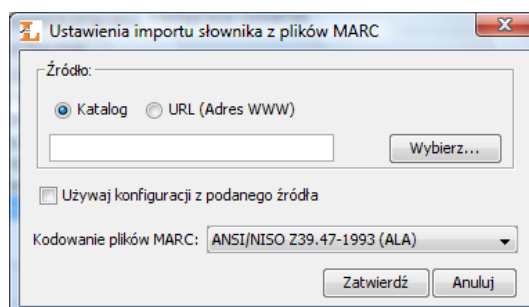 Ustawienia importu słownika z plików MARC
Źródło:
Katalog URL (Adres WWW)
Wybierz...
Używaj konfiguracji z podanego źródła
Kodowanie plików MARC: ANSI/NISO Z39.47-1993 (ALA)
Zatwierdź Anuluj